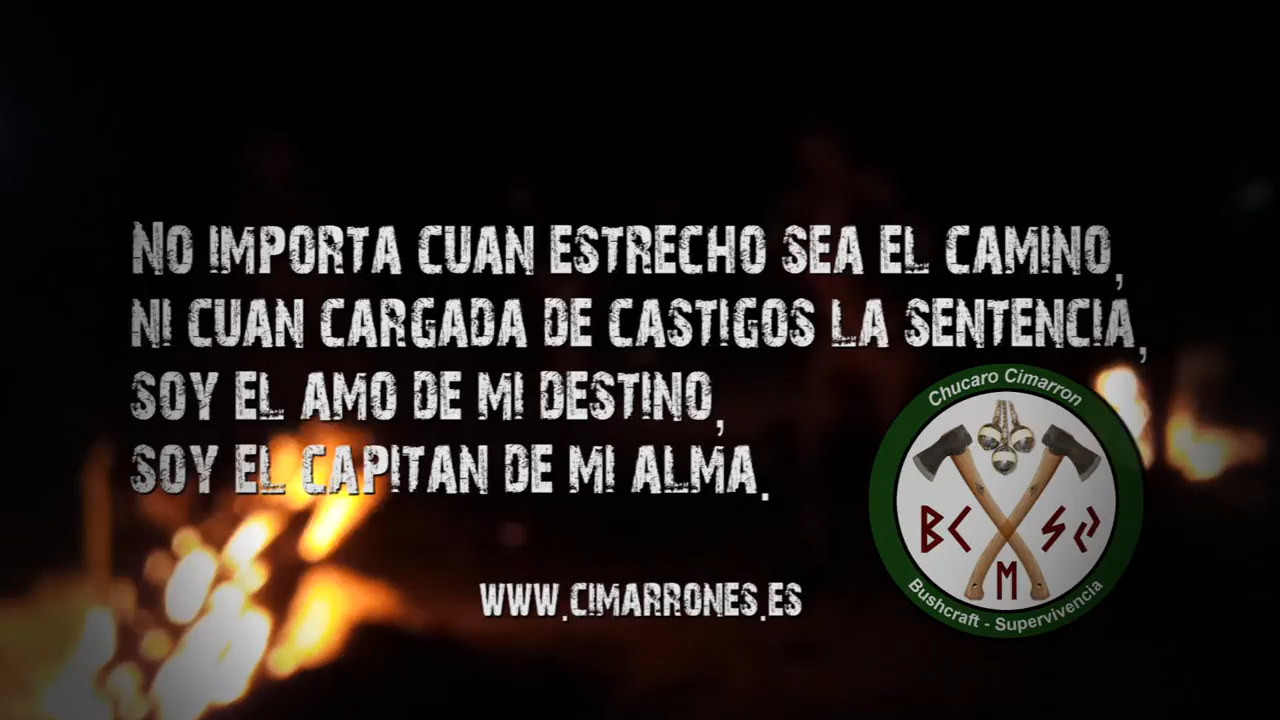 No importa cuan estrecho sea el camino,
ni cuan cargada de castigos la sentencia,
soy el amo de mi destino,
soy el capitan de mi alma.
Chucaro Cimarron
BC
Bushcraft - Supervivencia
www.cimarrones.es